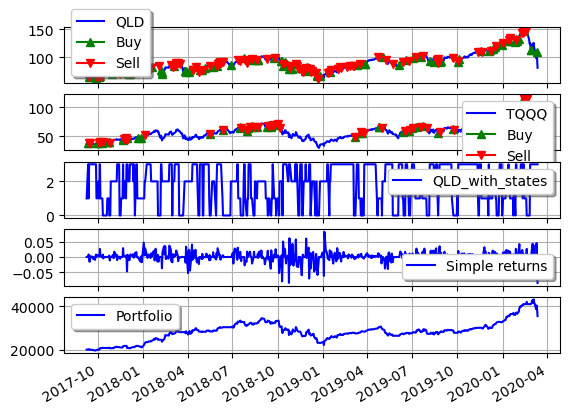 150
100
QLD
Buy
Sell
100
50
TQQQ
Buy
Sell
2
0
QLD_with_states
0.05
0.00
−0.05
Simple returns
40000
20000
Portfolio
2017-10 2018-01 2018-04 2018-07 2018-10 2019-01 2019-04 2019-07 2019-10 2020-01 2020-04